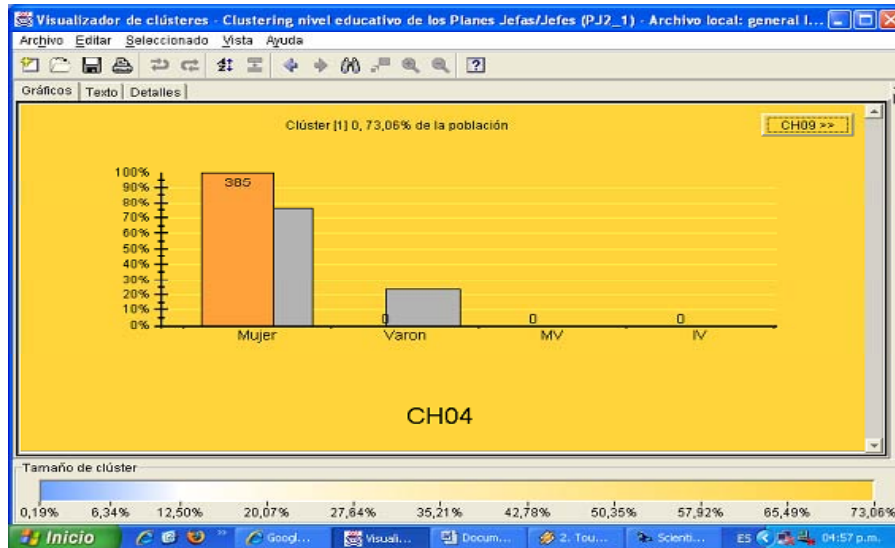 Visualizador de clústeres - Clustering nivel educativo de los Planes Jefas/Jefes (PJ2_1) - Archivo local: general l...
Archivo Editar Seleccionado Vista Ayuda
Gráficos Texto Detalles
Clúster [1] 0, 73,06% de la población
CH09 >>
100%
90%
80%
70%
60%
50%
40%
30%
20%
10%
0%
385
0
0
0
Mujer Varon MV IV
CH04
Tamaño de clúster
0,19% 6,34% 12,50% 20,07% 27,64% 35,21% 42,78% 50,35% 57,92% 65,49% 73,06%
Inicio » Googl... Visuali... Docum... 2. Tou... Scienti... ES 04:57 p.m.